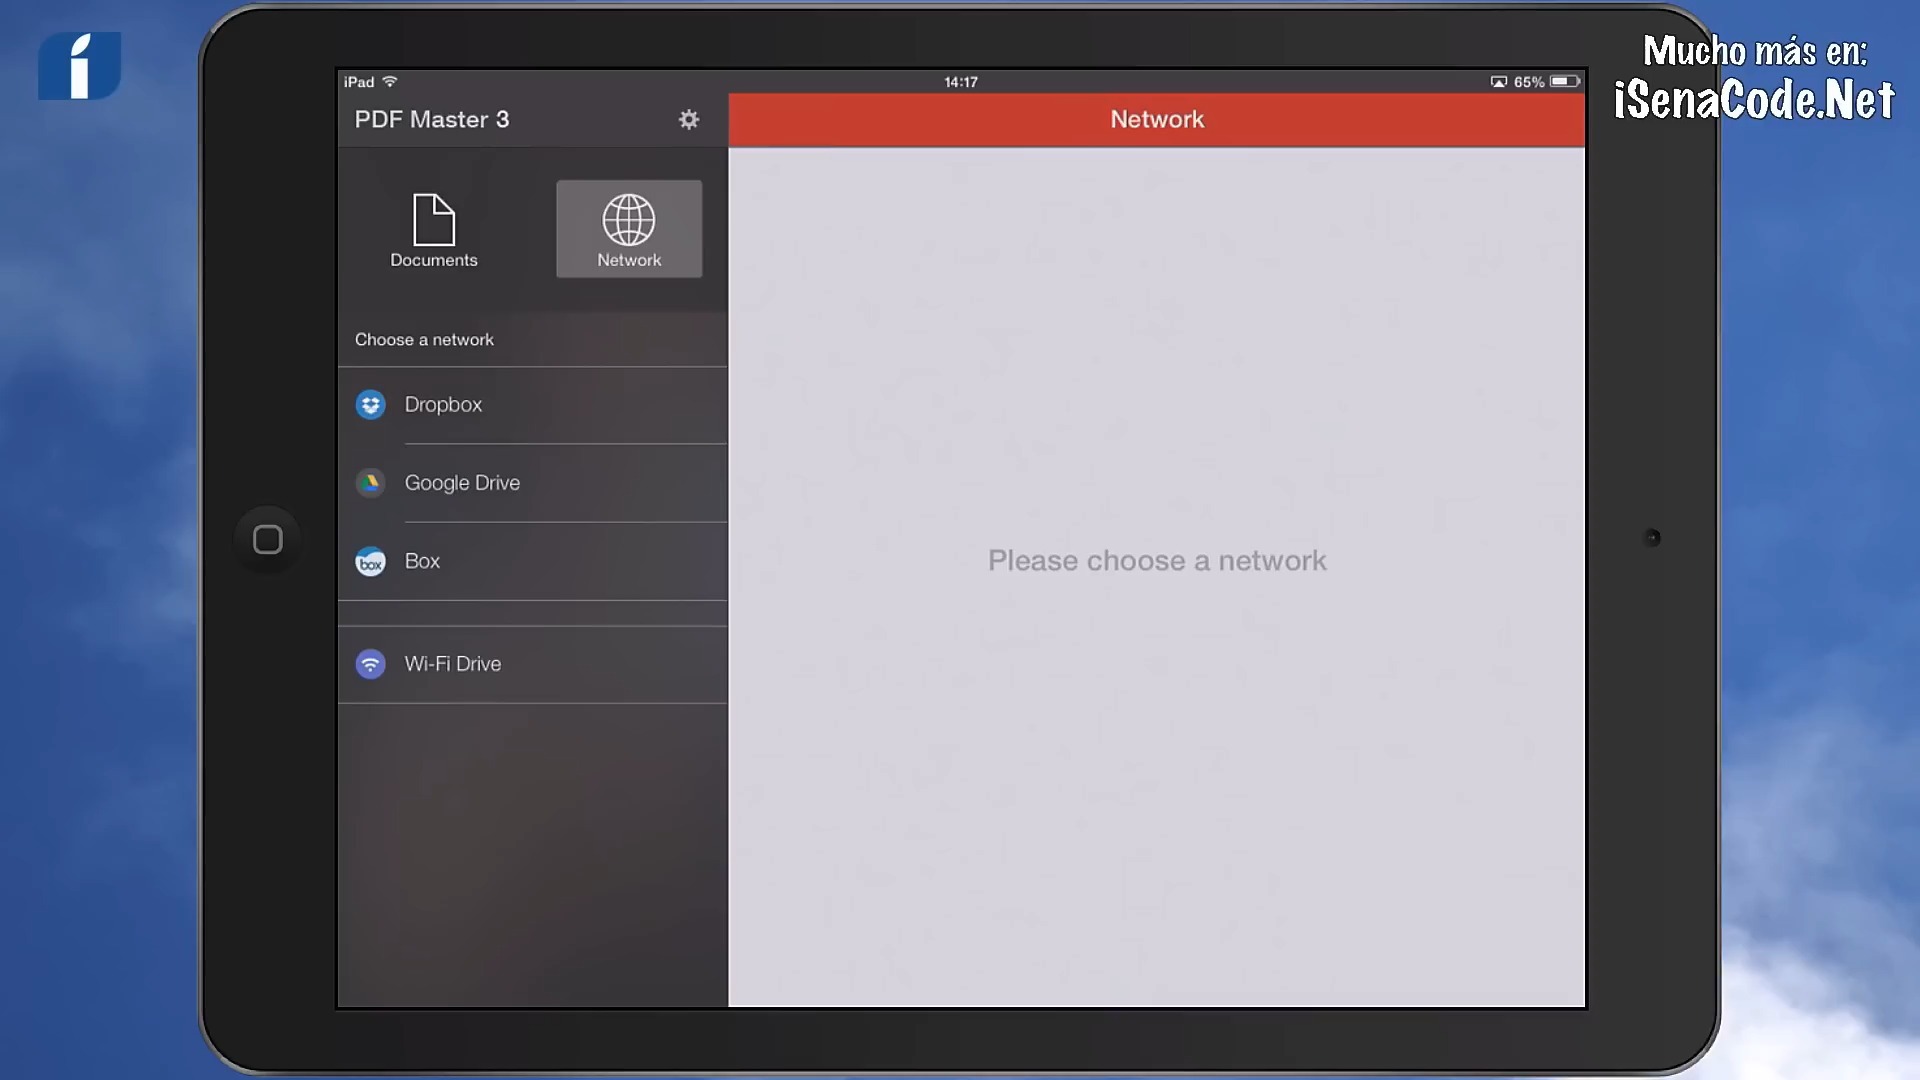 Mucho más en:
iSenaCode.Net
iPad
14:17
65%
PDF Master 3
Network
Documents
Network
Choose a network
Dropbox
Google Drive
box
Box
Wi-Fi Drive
Please choose a network